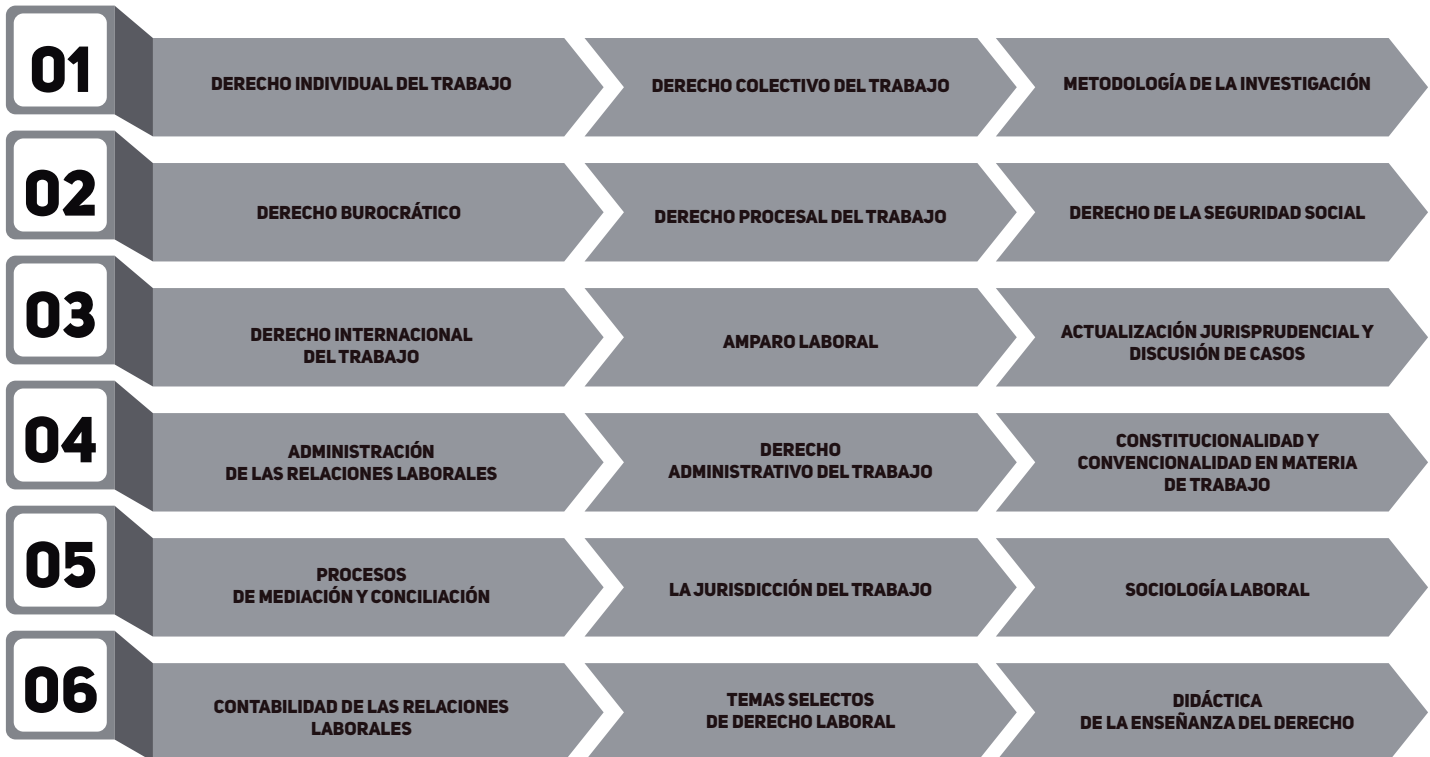 01
DERECHO INDIVIDUAL DEL TRABAJO
DERECHO COLECTIVO DEL TRABAJO
METODOLOGÍA DE LA INVESTIGACIÓN
02
DERECHO BUROCRÁTICO
DERECHO PROCESAL DEL TRABAJO
DERECHO DE LA SEGURIDAD SOCIAL
03
DERECHO INTERNACIONAL
DEL TRABAJO
AMPARO LABORAL
ACTUALIZACIÓN JURISPRUDENCIAL Y
DISCUSIÓN DE CASOS
04
ADMINISTRACIÓN
DE LAS RELACIONES LABORALES
DERECHO
ADMINISTRATIVO DEL TRABAJO
CONSTITUCIONALIDAD Y
CONVENCIONALIDAD EN MATERIA
DE TRABAJO
05
PROCESOS
DE MEDIACIÓN Y CONCILIACIÓN
LA JURISDICCIÓN DEL TRABAJO
SOCIOLOGÍA LABORAL
06
CONTABILIDAD DE LAS RELACIONES
LABORALES
TEMAS SELECTOS
DE DERECHO LABORAL
DIDÁCTICA
DE LA ENSEÑANZA DEL DERECHO